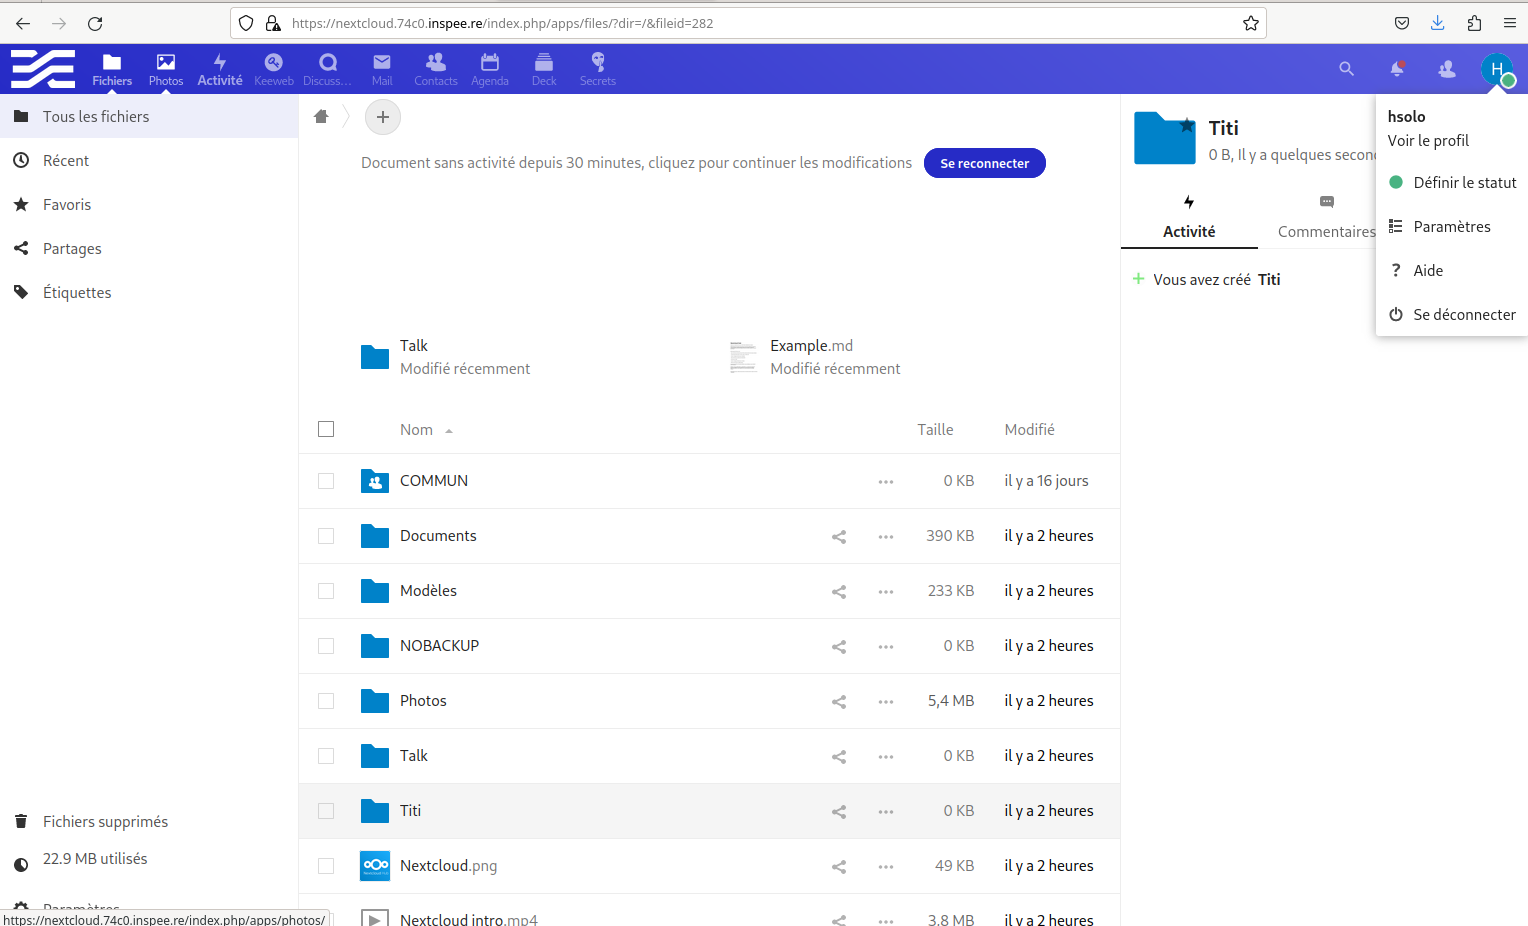 https://nextcloud.74c0.inspee.re/index.php/apps/files/?dir=/&fileid=282
Fichiers
Photos
Activité
Keeweb
Discuss...
Mail
Contacts
Agenda
Deck
Secrets
H
Tous les fichiers
Récent
Favoris
Partages
Étiquettes
Fichiers supprimés
22.9 MB utilisés
Paramètres
https://nextcloud.74c0.inspee.re/index.php/apps/photos/
Document sans activité depuis 30 minutes, cliquez pour continuer les modifications
Se reconnecter
Talk
Modifié récemment
Example.md
Modifié récemment
Nom Taille Modifié
COMMUN 0 KB il y a 16 jours
Documents 390 KB il y a 2 heures
Modèles 233 KB il y a 2 heures
NOBACKUP 0 KB il y a 2 heures
Photos 5,4 MB il y a 2 heures
Talk 0 KB il y a 2 heures
Titi 0 KB il y a 2 heures
Nextcloud.png 49 KB il y a 2 heures
Nextcloud intro.mp4 3,8 MB il y a 2 heures
Titi
0 B, Il y a quelques secon
Activité
Commentaires
+ Vous avez créé Titi
hsolo
Voir le profil
Définir le statut
Paramètres
? Aide
Se déconnecter